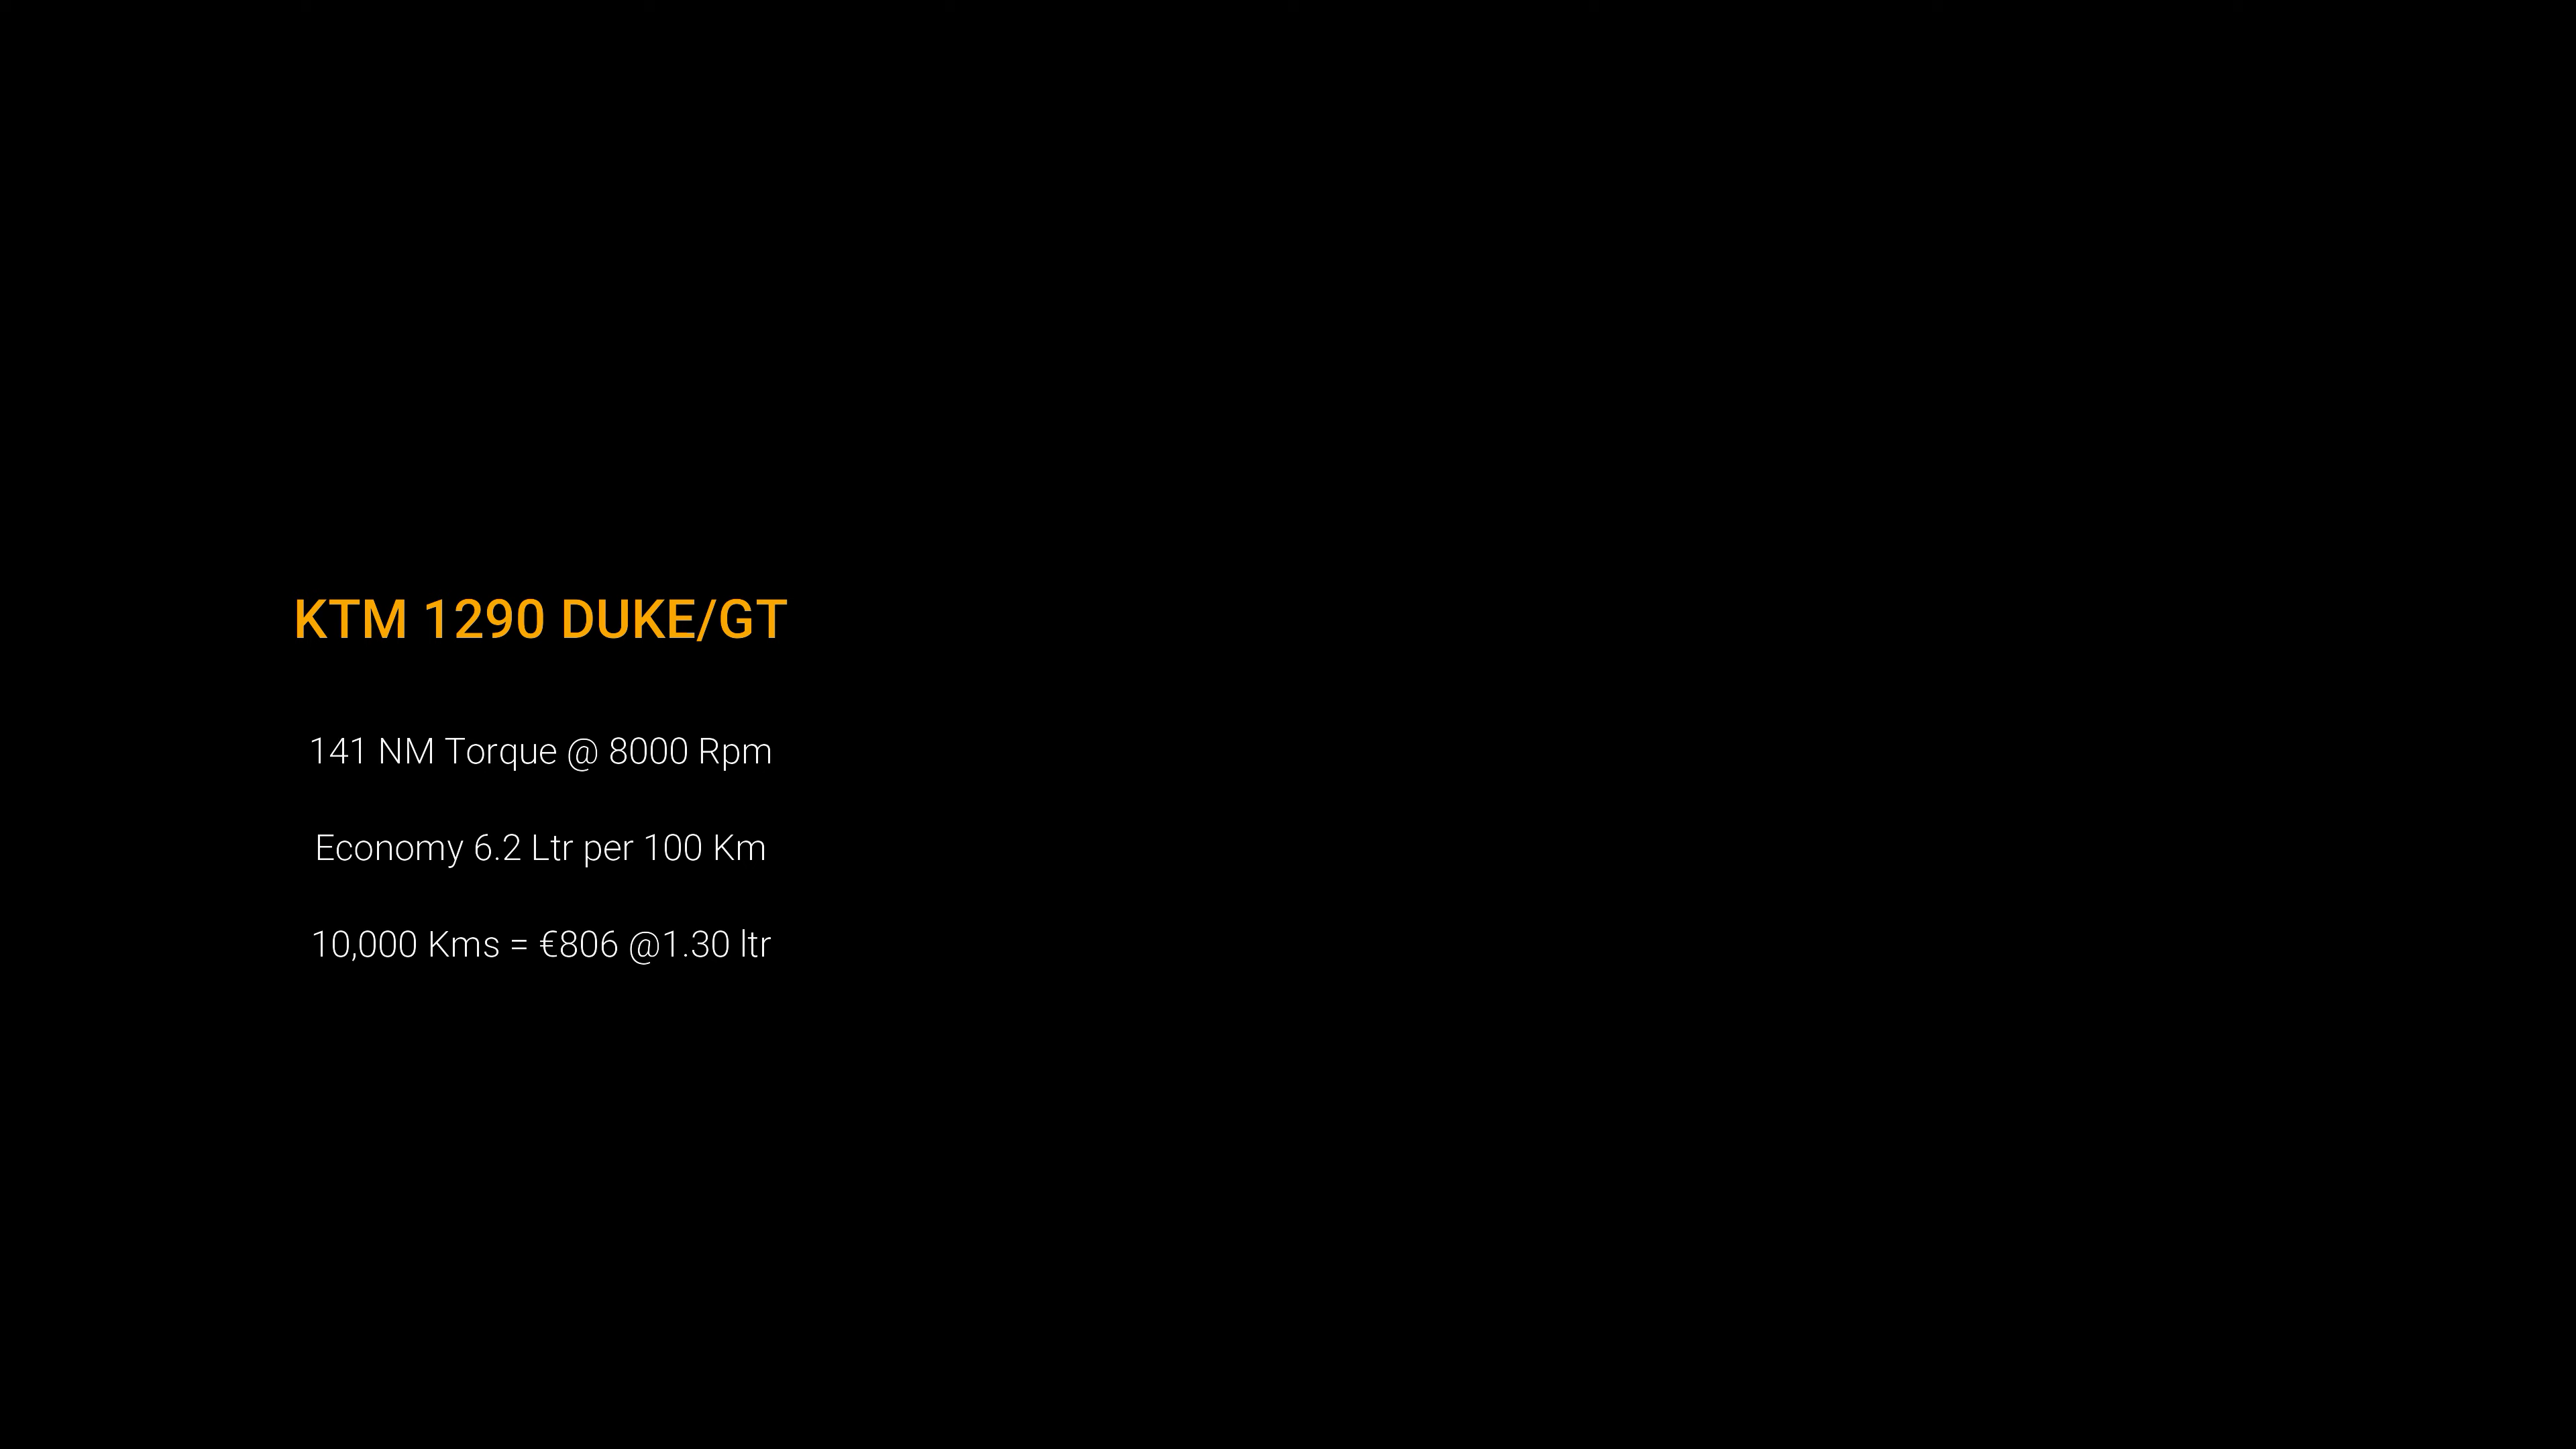 KTM 1290 DUKE/GT
141 NM Torque @ 8000 Rpm
Economy 6.2 Ltr per 100 Km
10,000 Kms = €806 @1.30 ltr